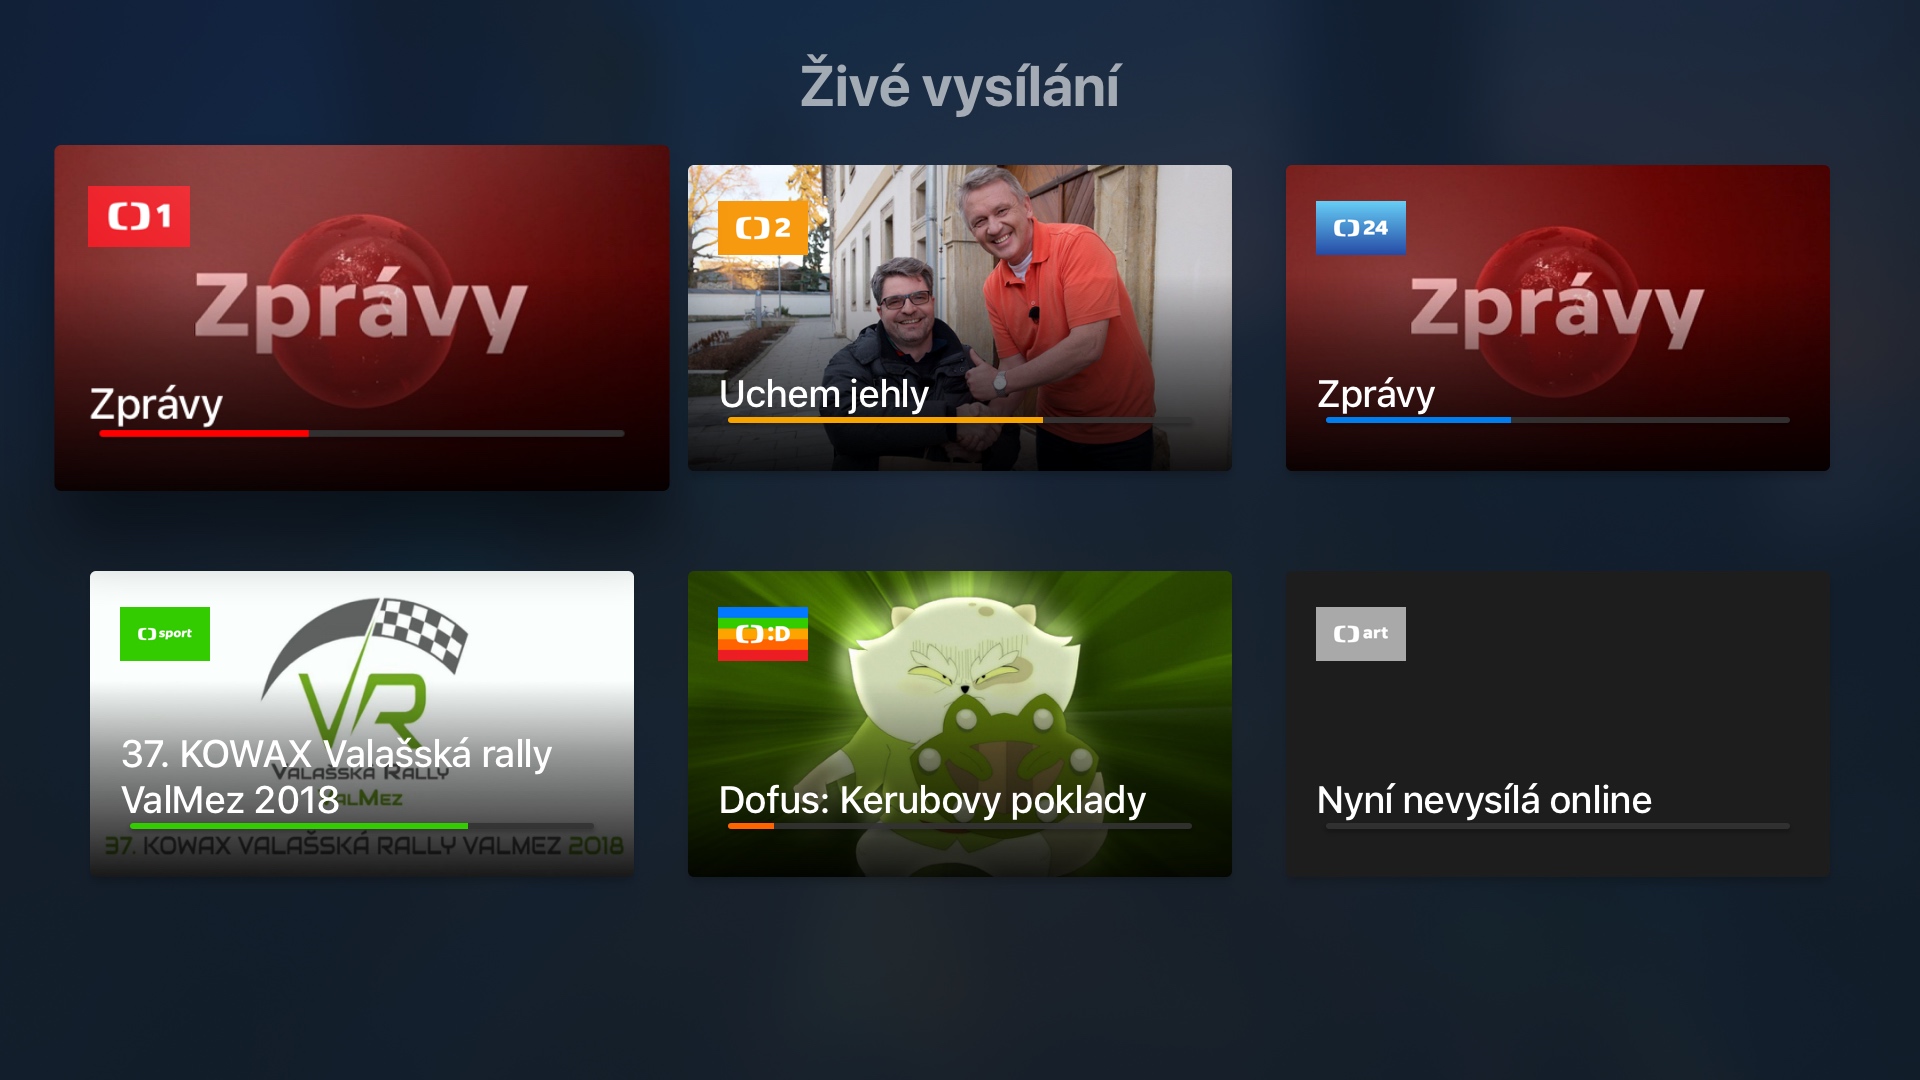 Živé vysílání
1
Zprávy
Zprávy
2
Uchem jehly
24
Zprávy
Zprávy
sport
VR
Valašská Rally
ValMez
37. KOWAX Valašská rally
ValMez 2018
37. KOWAX VALAŠSKÁ RALLY VALMEZ 2018
:D
Dofus: Kerubovy poklady
art
Nyní nevysílá online